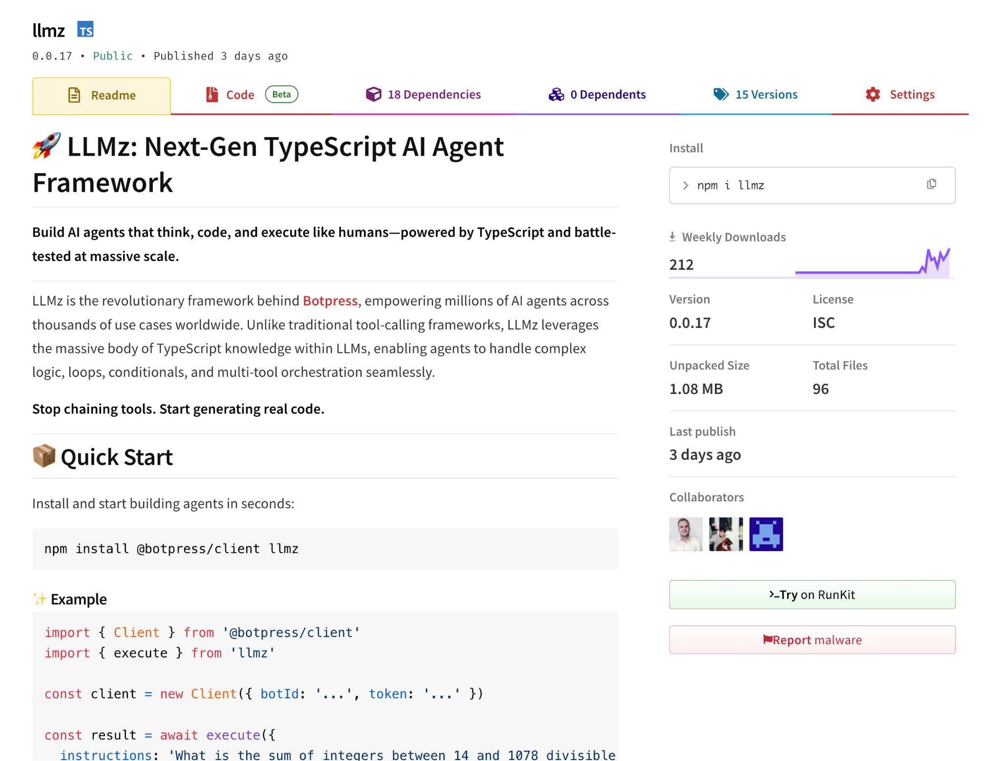 llmz TS
0.0.17 • Public • Published 3 days ago
Readme
Code Beta
18 Dependencies
0 Dependents
15 Versions
Settings
🚀 LLMz: Next-Gen TypeScript AI Agent
Framework
Build AI agents that think, code, and execute like humans—powered by TypeScript and battle-
tested at massive scale.
LLMz is the revolutionary framework behind Botpress, empowering millions of AI agents across
thousands of use cases worldwide. Unlike traditional tool-calling frameworks, LLMz leverages
the massive body of TypeScript knowledge within LLMs, enabling agents to handle complex
logic, loops, conditionals, and multi-tool orchestration seamlessly.
Stop chaining tools. Start generating real code.
📦 Quick Start
Install and start building agents in seconds:
npm install @botpress/client llmz
✨ Example
import { Client } from '@botpress/client'
import { execute } from 'llmz'
const client = new Client({ botId: '...', token: '...' })
const result = await execute({
instructions: 'What is the sum of integers between 14 and 1078 divisible
Install
> npm i llmz
Weekly Downloads
212
Version
0.0.17
License
ISC
Unpacked Size
1.08 MB
Total Files
96
Last publish
3 days ago
Collaborators
>_Try on RunKit
Report malware